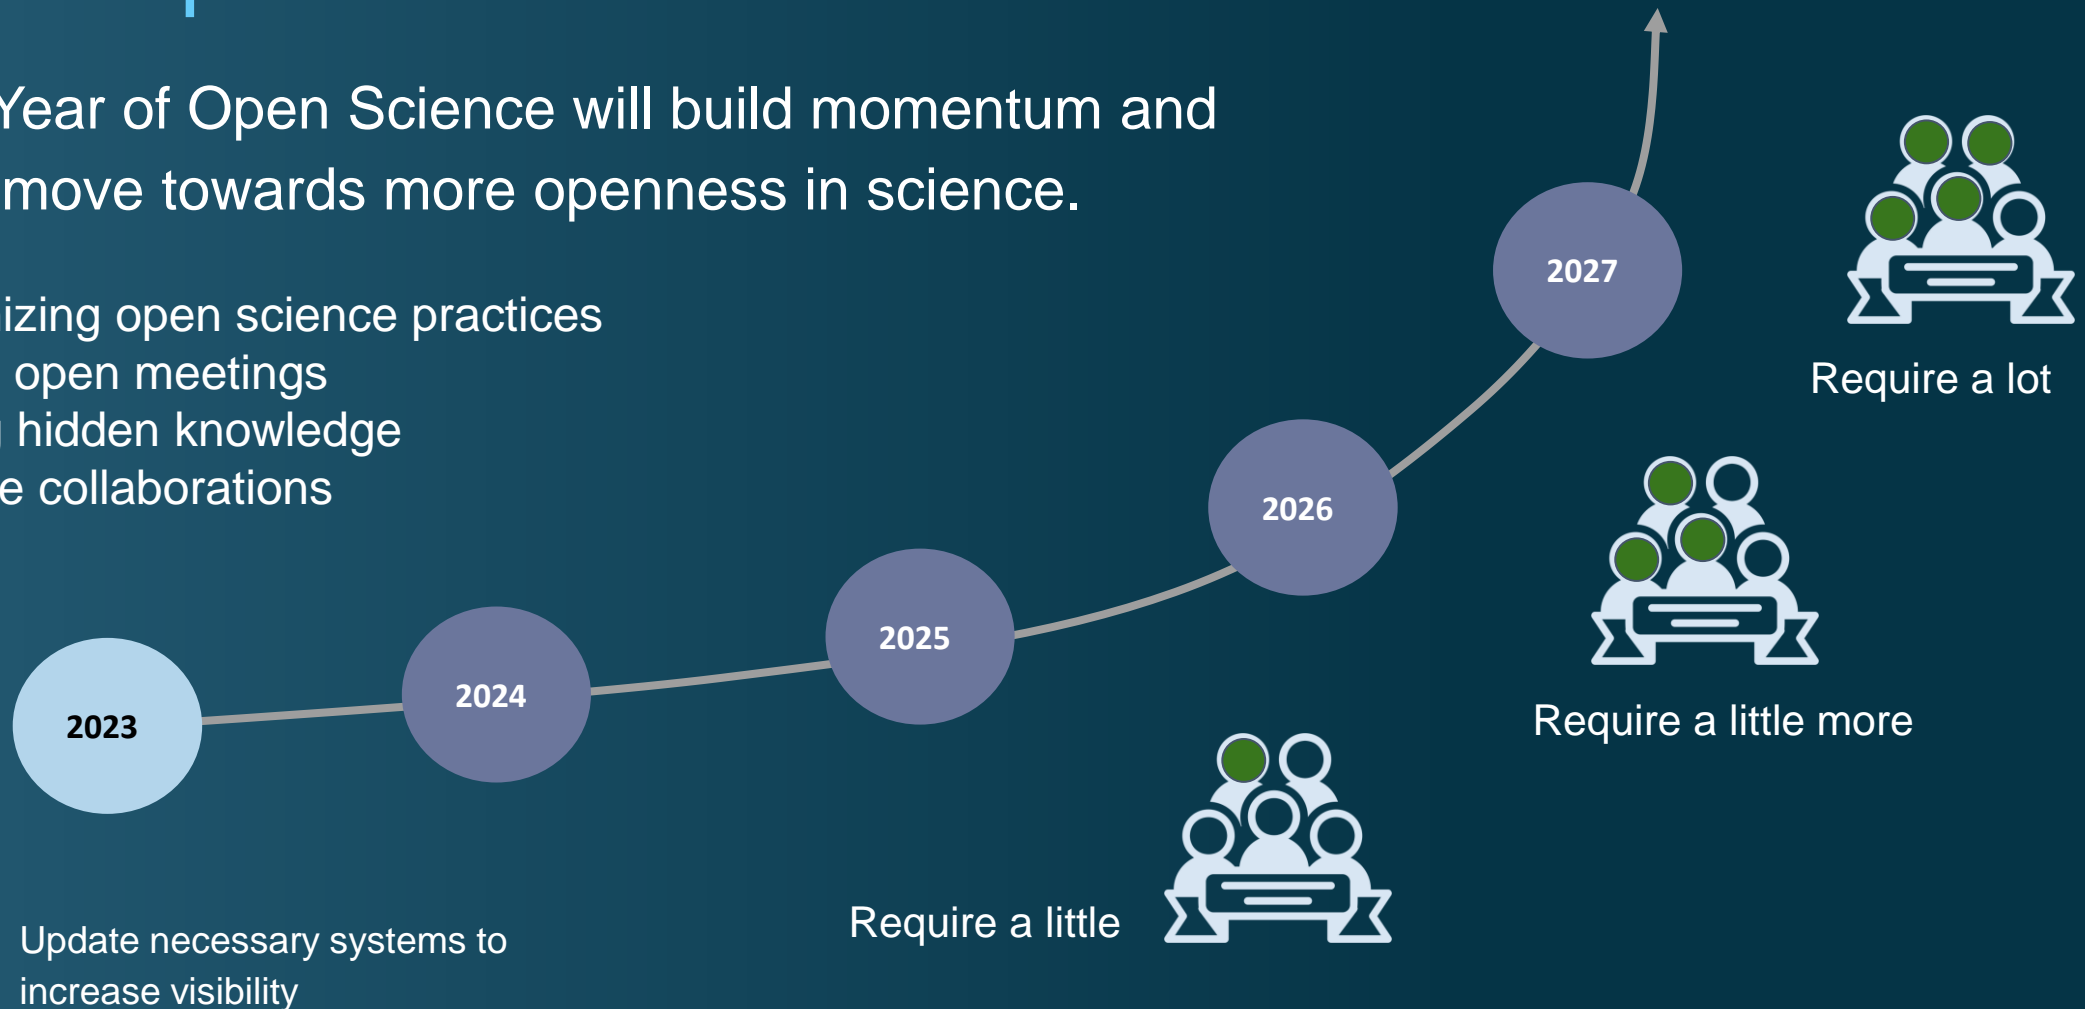 Year of Open Science will build momentum and
move towards more openness in science.
izing open science practices
open meetings
hidden knowledge
e collaborations
2023
2024
2025
2026
2027
Require a lot
Require a little more
Require a little
Update necessary systems to
increase visibility